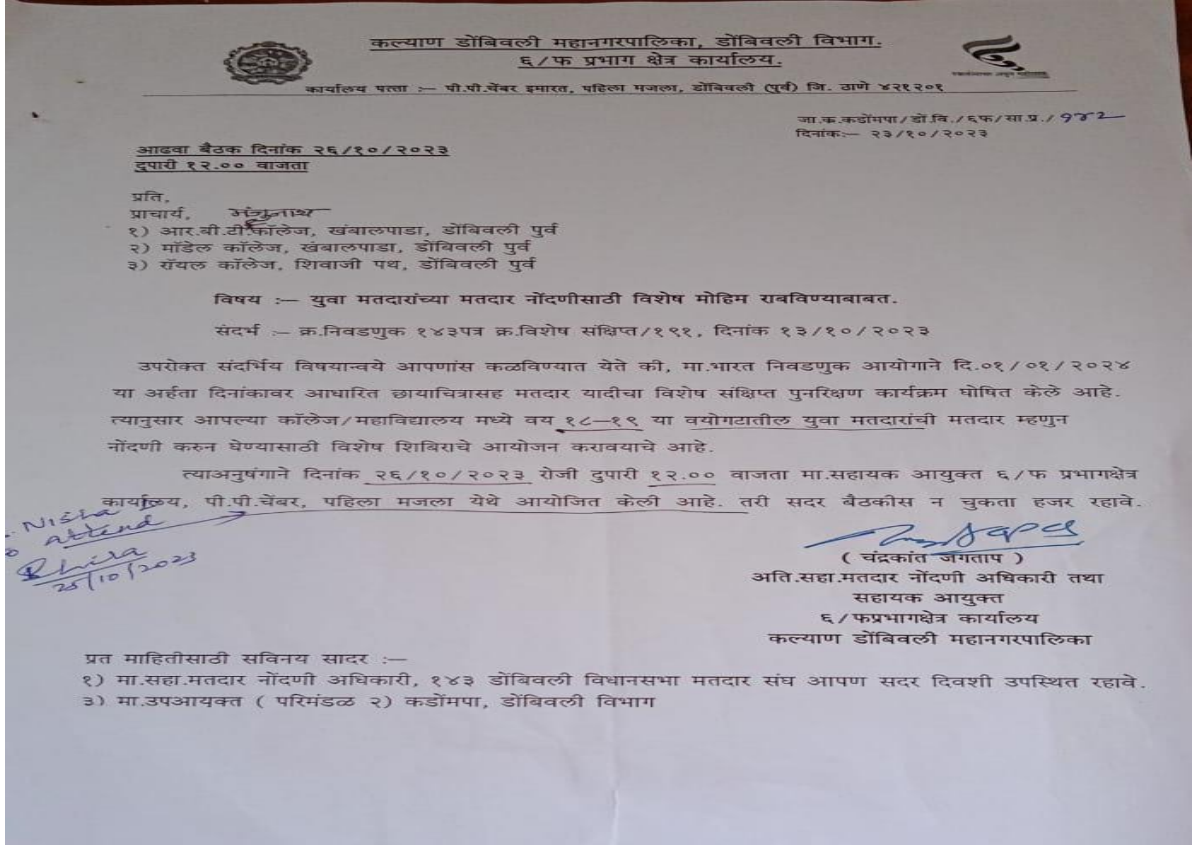 कल्याण डोंबिवली महानगरपालिका, डोंबिवली विभाग.
६/फ प्रभाग क्षेत्र कार्यालय.
कार्यालय पत्ता :— पी.पी.चेंबर इमारत, पहिला मजला, डोंबिवली (पुर्व) जि. ठाणे ४२१२०१
जा.क.कडोंमपा/डों.वि./६फ/सा.प्र./
दिनांक:— २३/१०/२०२३
आढवा बैठक दिनांक २६/१०/२०२३
दुपारी १२.०० वाजता
प्रति,
प्राचार्य, मंजुनाथ
१) आर.बी.टी.कॉलेज, खंबालपाडा, डोंबिवली पुर्व
२) मॉडेल कॉलेज, खंबालपाडा, डोंबिवली पुर्व
३) रॉयल कॉलेज, शिवाजी पथ, डोंबिवली पुर्व
विषय :— युवा मतदारांच्या मतदार नोंदणीसाठी विशेष मोहिम राबविण्याबाबत.
संदर्भ :— क्र.निवडणुक १४३पत्र क्र.विशेष संक्षिप्त/१९१, दिनांक १३/१०/२०२३
उपरोक्त संदर्भिय विषयान्वये आपणांस कळविण्यात येते की, मा.भारत निवडणुक आयोगाने दि.०१/०१/२०२४
या अर्हता दिनांकावर आधारित छायाचित्रासह मतदार यादीचा विशेष संक्षिप्त पुनरिक्षण कार्यक्रम घोषित केले आहे.
त्यानुसार आपल्या कॉलेज/महाविद्यालय मध्ये वय १८—१९ या वयोगटातील युवा मतदारांची मतदार म्हणुन
नोंदणी करुन घेण्यासाठी विशेष शिबिराचे आयोजन करावयाचे आहे.
त्याअनुषंगाने दिनांक २६/१०/२०२३ रोजी दुपारी १२.०० वाजता मा.सहायक आयुक्त ६/फ प्रभागक्षेत्र
कार्यालय, पी.पी.चेंबर, पहिला मजला येथे आयोजित केली आहे. तरी सदर बैठकीस न चुकता हजर रहावे.
Nisha
attend
25/10/2023
( चंद्रकांत जगताप )
अति.सहा.मतदार नोंदणी अधिकारी तथा
सहायक आयुक्त
६/फप्रभागक्षेत्र कार्यालय
कल्याण डोंबिवली महानगरपालिका
प्रत माहितीसाठी सविनय सादर :—
१) मा.सहा.मतदार नोंदणी अधिकारी, १४३ डोंबिवली विधानसभा मतदार संघ आपण सदर दिवशी उपस्थित रहावे.
३) मा.उपआयक्त ( परिमंडळ २) कडोंमपा, डोंबिवली विभाग